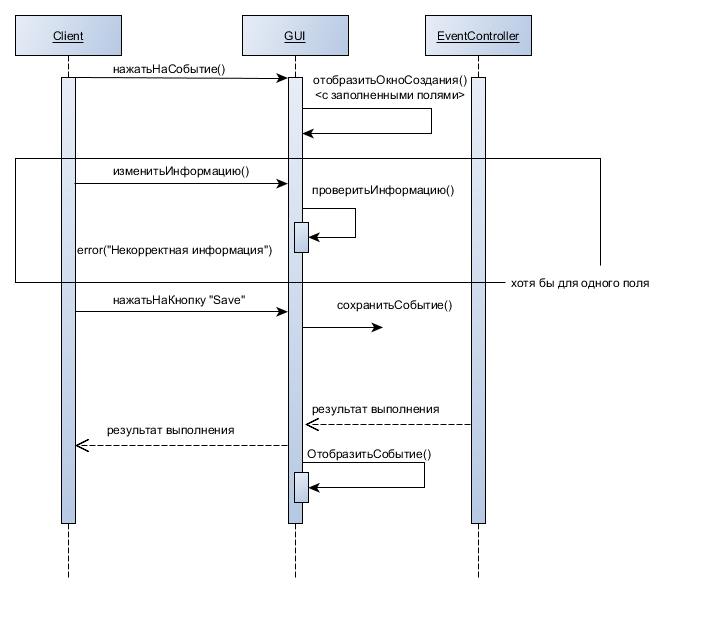 Client
GUI
EventController
нажатьНаСобытие()
отобразитьОкноСоздания()
<с заполненными полями>
изменитьИнформацию()
проверитьИнформацию()
error("Некорректная информация")
хотя бы для одного поля
нажатьНаКнопку "Save"
сохранитьСобытие()
результат выполнения
результат выполнения
ОтобразитьСобытие()